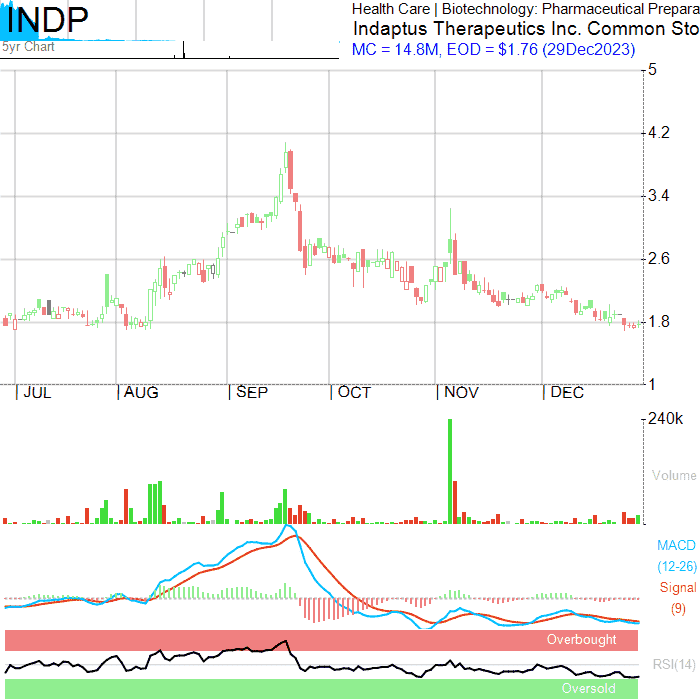 INDP
5yr Chart
Health Care | Biotechnology: Pharmaceutical Prepara
Indaptus Therapeutics Inc. Common Sto
MC = 14.8M, EOD = $1.76 (29Dec2023)
5
4.2
3.4
2.6
1.8
1
JUL AUG SEP OCT NOV DEC
240k
Volume
MACD
(12-26)
Signal
(9)
Overbought
RSI(14)
Oversold